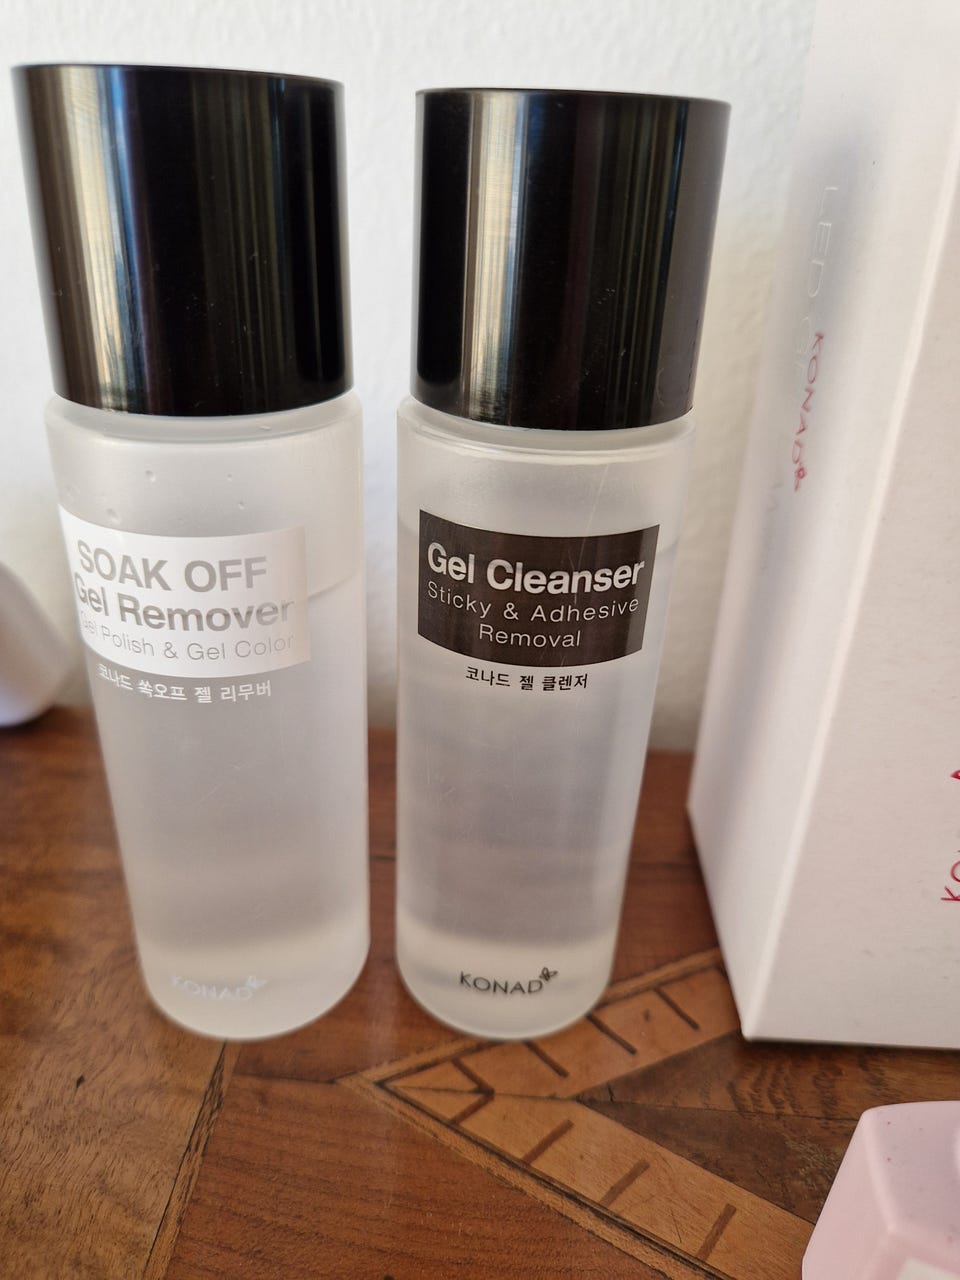 SOAK OFF
Gel Remover
Gel Polish & Gel Color
코나드 쏙오프 젤 리무버
KONAD
Gel Cleanser
Sticky & Adhesive
Removal
코나드 젤 클렌저
KONAD
LED
KONAD